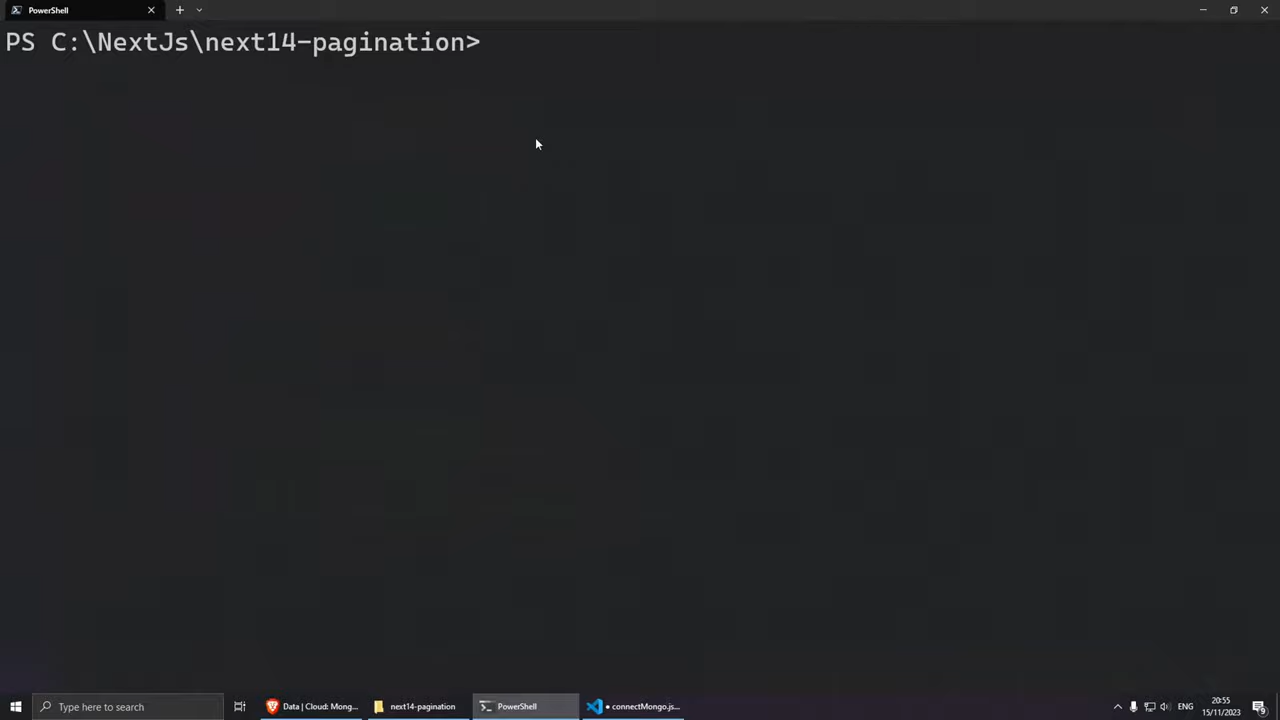 PowerShell
PS C:\NextJs\next14-pagination>
Type here to search
Data | Cloud: Mong...
next14-pagination
PowerShell
• connectMongo.js...
ENG
20:55
15/11/2023
2